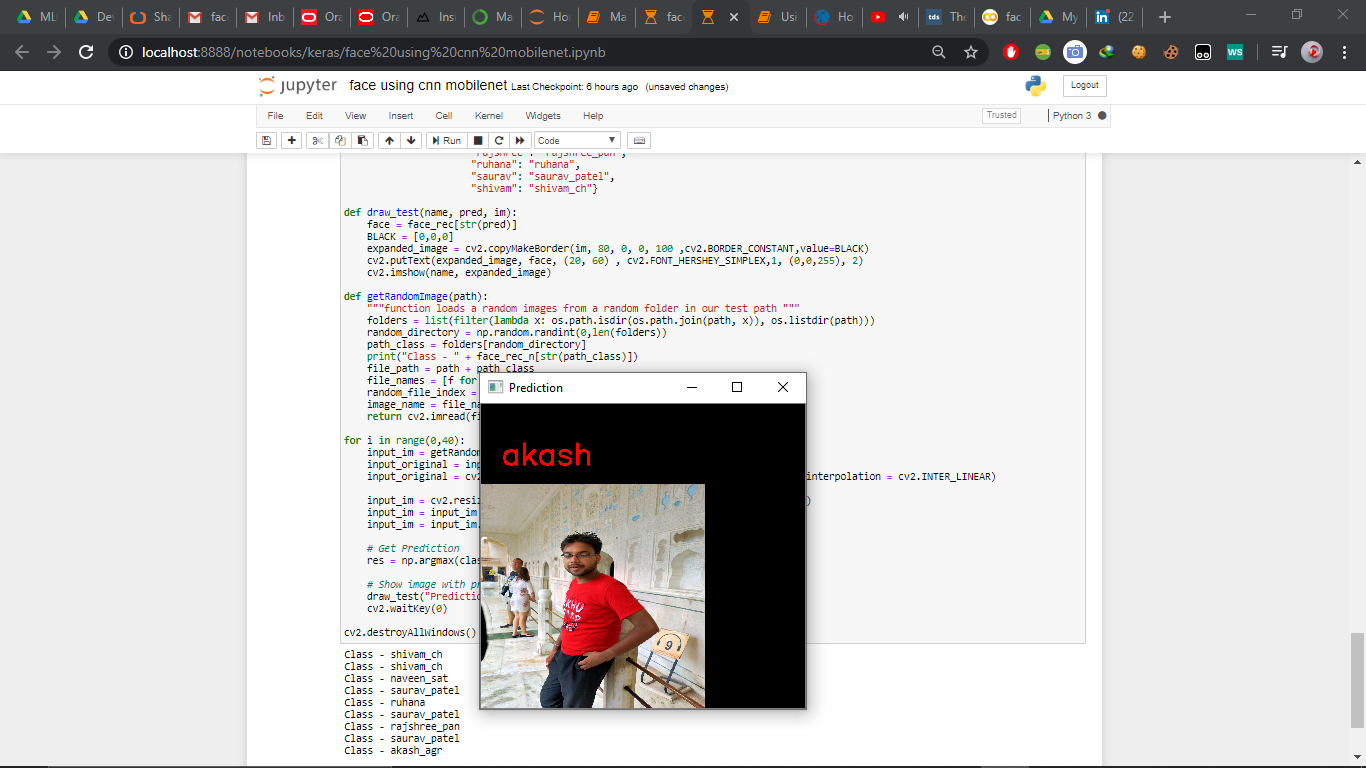 ML
Dev
Sha
fac
Inb
Ora
Ora
Insi
Ma
Hor
Ma
face
Usi
Ho
The
fac
My
(22
localhost:8888/notebooks/keras/face%20using%20cnn%20mobilenet.ipynb
jupyter face using cnn mobilenet Last Checkpoint: 6 hours ago (unsaved changes)
Logout
File Edit View Insert Cell Kernel Widgets Help
Trusted Python 3
Run Code
"rajshree": "rajshree_pan",
"ruhana": "ruhana",
"saurav": "saurav_patel",
"shivam": "shivam_ch"}
def draw_test(name, pred, im):
face = face_rec[str(pred)]
BLACK = [0,0,0]
expanded_image = cv2.copyMakeBorder(im, 80, 0, 0, 100 ,cv2.BORDER_CONSTANT,value=BLACK)
cv2.putText(expanded_image, face, (20, 60) , cv2.FONT_HERSHEY_SIMPLEX,1, (0,0,255), 2)
cv2.imshow(name, expanded_image)
def getRandomImage(path):
"""function loads a random images from a random folder in our test path """
folders = list(filter(lambda x: os.path.isdir(os.path.join(path, x)), os.listdir(path)))
random_directory = np.random.randint(0,len(folders))
path_class = folders[random_directory]
print("Class - " + face_rec_n[str(path_class)])
file_path = path + path_class
file_names = [f for
random_file_index =
image_name = file_na
return cv2.imread(fi
for i in range(0,40):
input_im = getRandom
input_original = inp
input_original = cv2
interpolation = cv2.INTER_LINEAR)
input_im = cv2.resiz
)
input_im = input_im
input_im = input_im.
# Get Prediction
res = np.argmax(clas
# Show image with pr
draw_test("Predictio
cv2.waitKey(0)
cv2.destroyAllWindows()
Prediction
akash
9
Class - shivam_ch
Class - shivam_ch
Class - naveen_sat
Class - saurav_patel
Class - ruhana
Class - saurav_patel
Class - rajshree_pan
Class - saurav_patel
Class - akash_agr